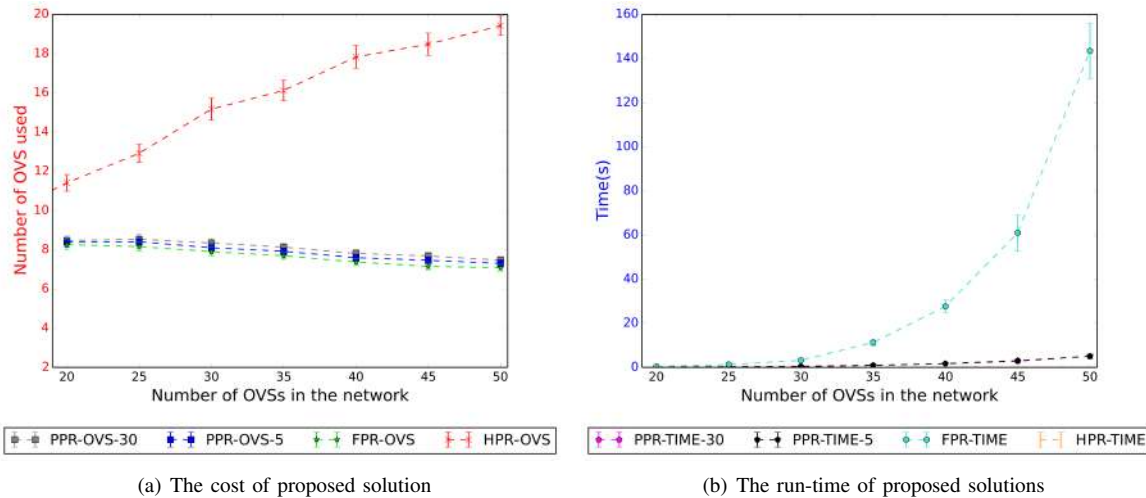 20
18
16
14
12
10
8
6
4
2
Number of OVS used
20 25 30 35 40 45 50
Number of OVSs in the network
PPR-OVS-30 PPR-OVS-5 FPR-OVS HPR-OVS
(a) The cost of proposed solution
160
140
120
100
80
60
40
20
0
Time(s)
20 25 30 35 40 45 50
Number of OVSs in the network
PPR-TIME-30 PPR-TIME-5 FPR-TIME HPR-TIME
(b) The run-time of proposed solutions